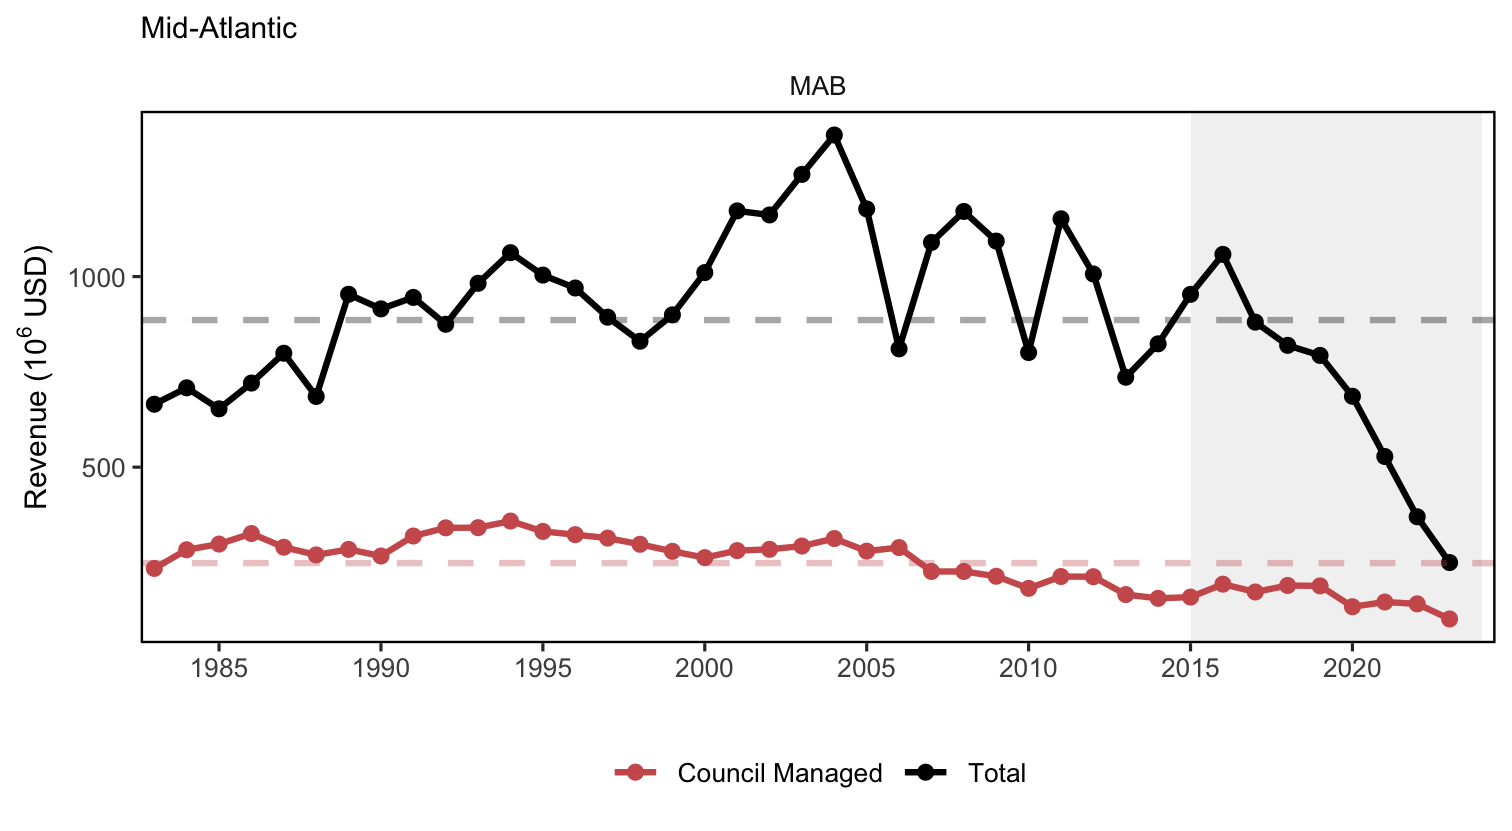 Mid-Atlantic
MAB
Revenue (10⁶ USD)
1000
500
1985 1990 1995 2000 2005 2010 2015 2020
Council Managed Total